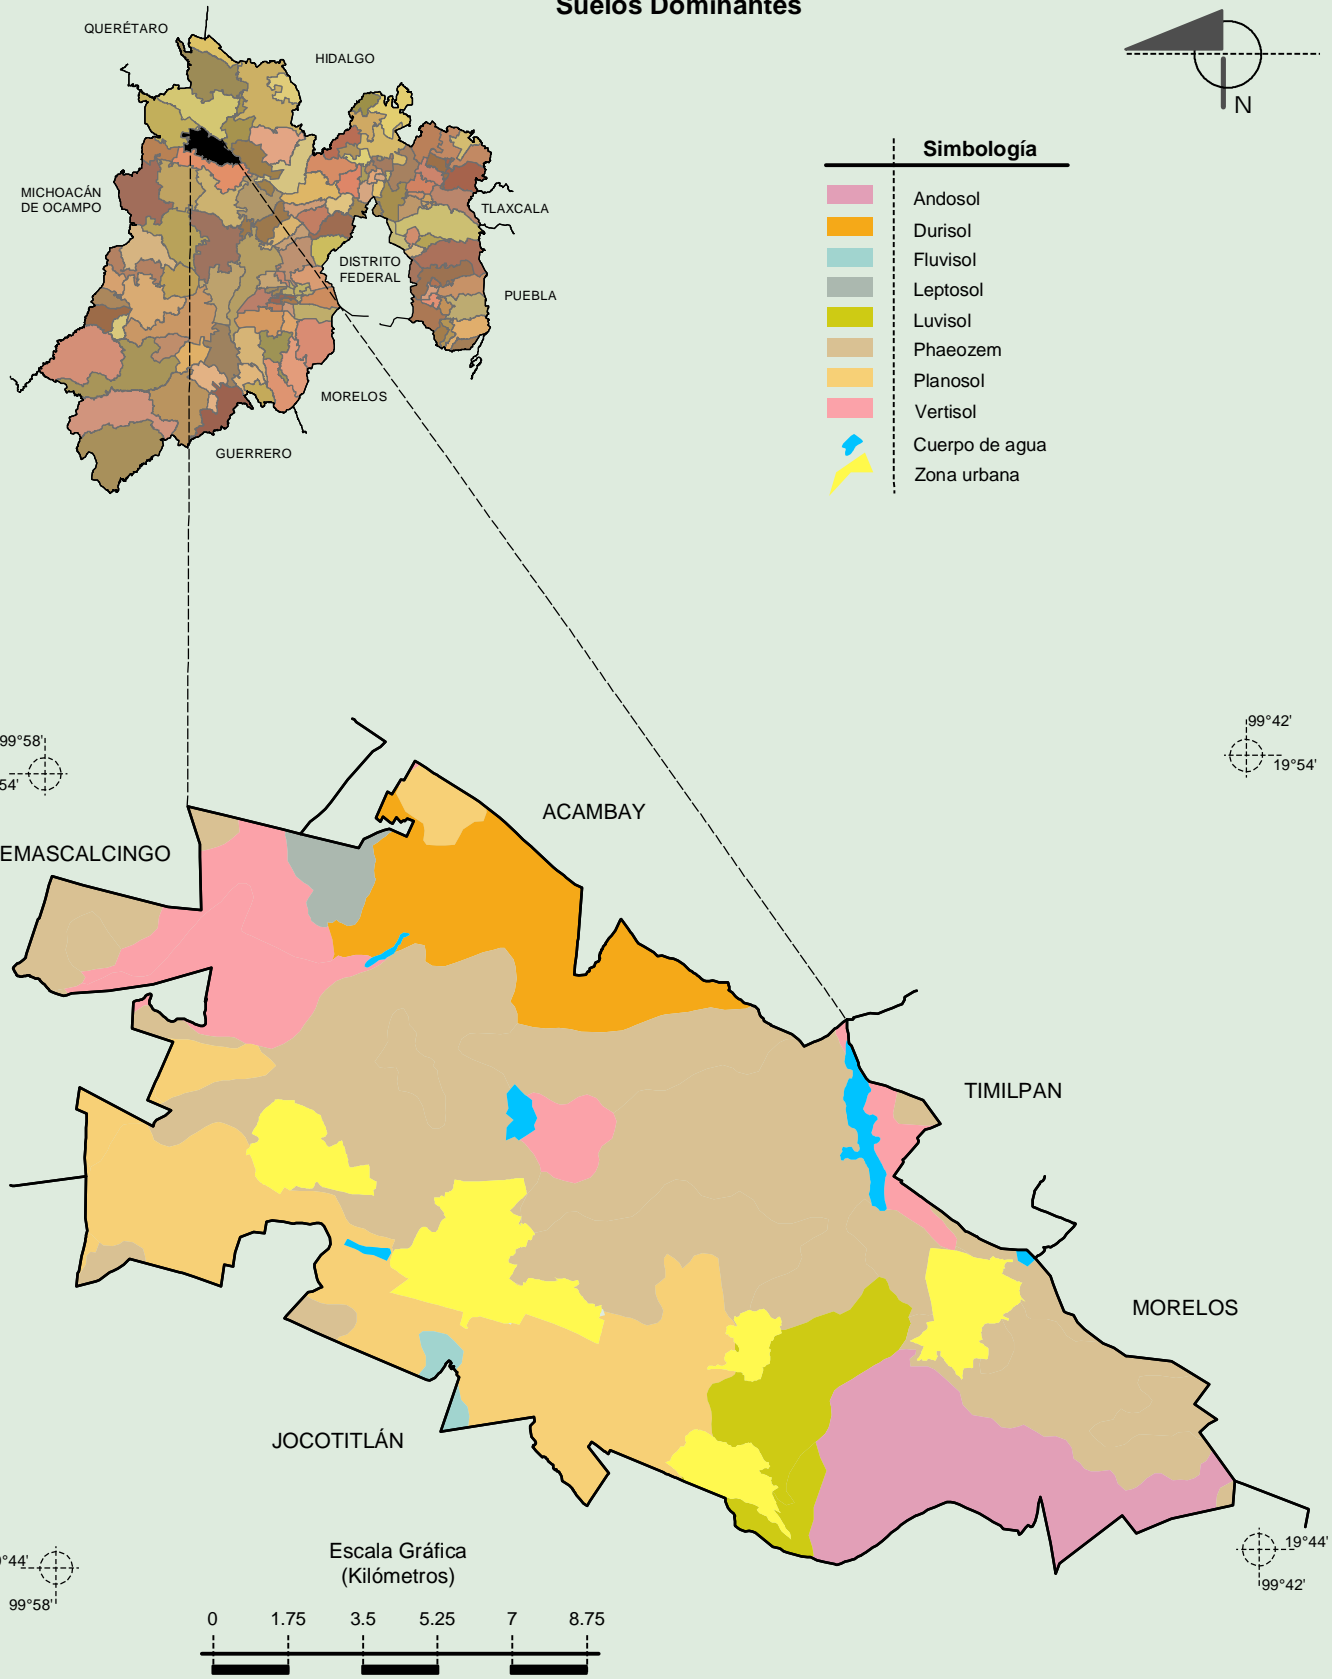 Suelos Dominantes
QUERÉTARO
HIDALGO
MICHOACÁN
DE OCAMPO
TLAXCALA
DISTRITO
FEDERAL
PUEBLA
MORELOS
GUERRERO
N
Simbología
Andosol
Durisol
Fluvisol
Leptosol
Luvisol
Phaeozem
Planosol
Vertisol
Cuerpo de agua
Zona urbana
99°58'
54'
99°42'
19°54'
ACAMBAY
EMASCALCINGO
TIMILPAN
MORELOS
JOCOTITLÁN
°44'
99°58'
19°44'
99°42'
Escala Gráfica
(Kilómetros)
0 1.75 3.5 5.25 7 8.75